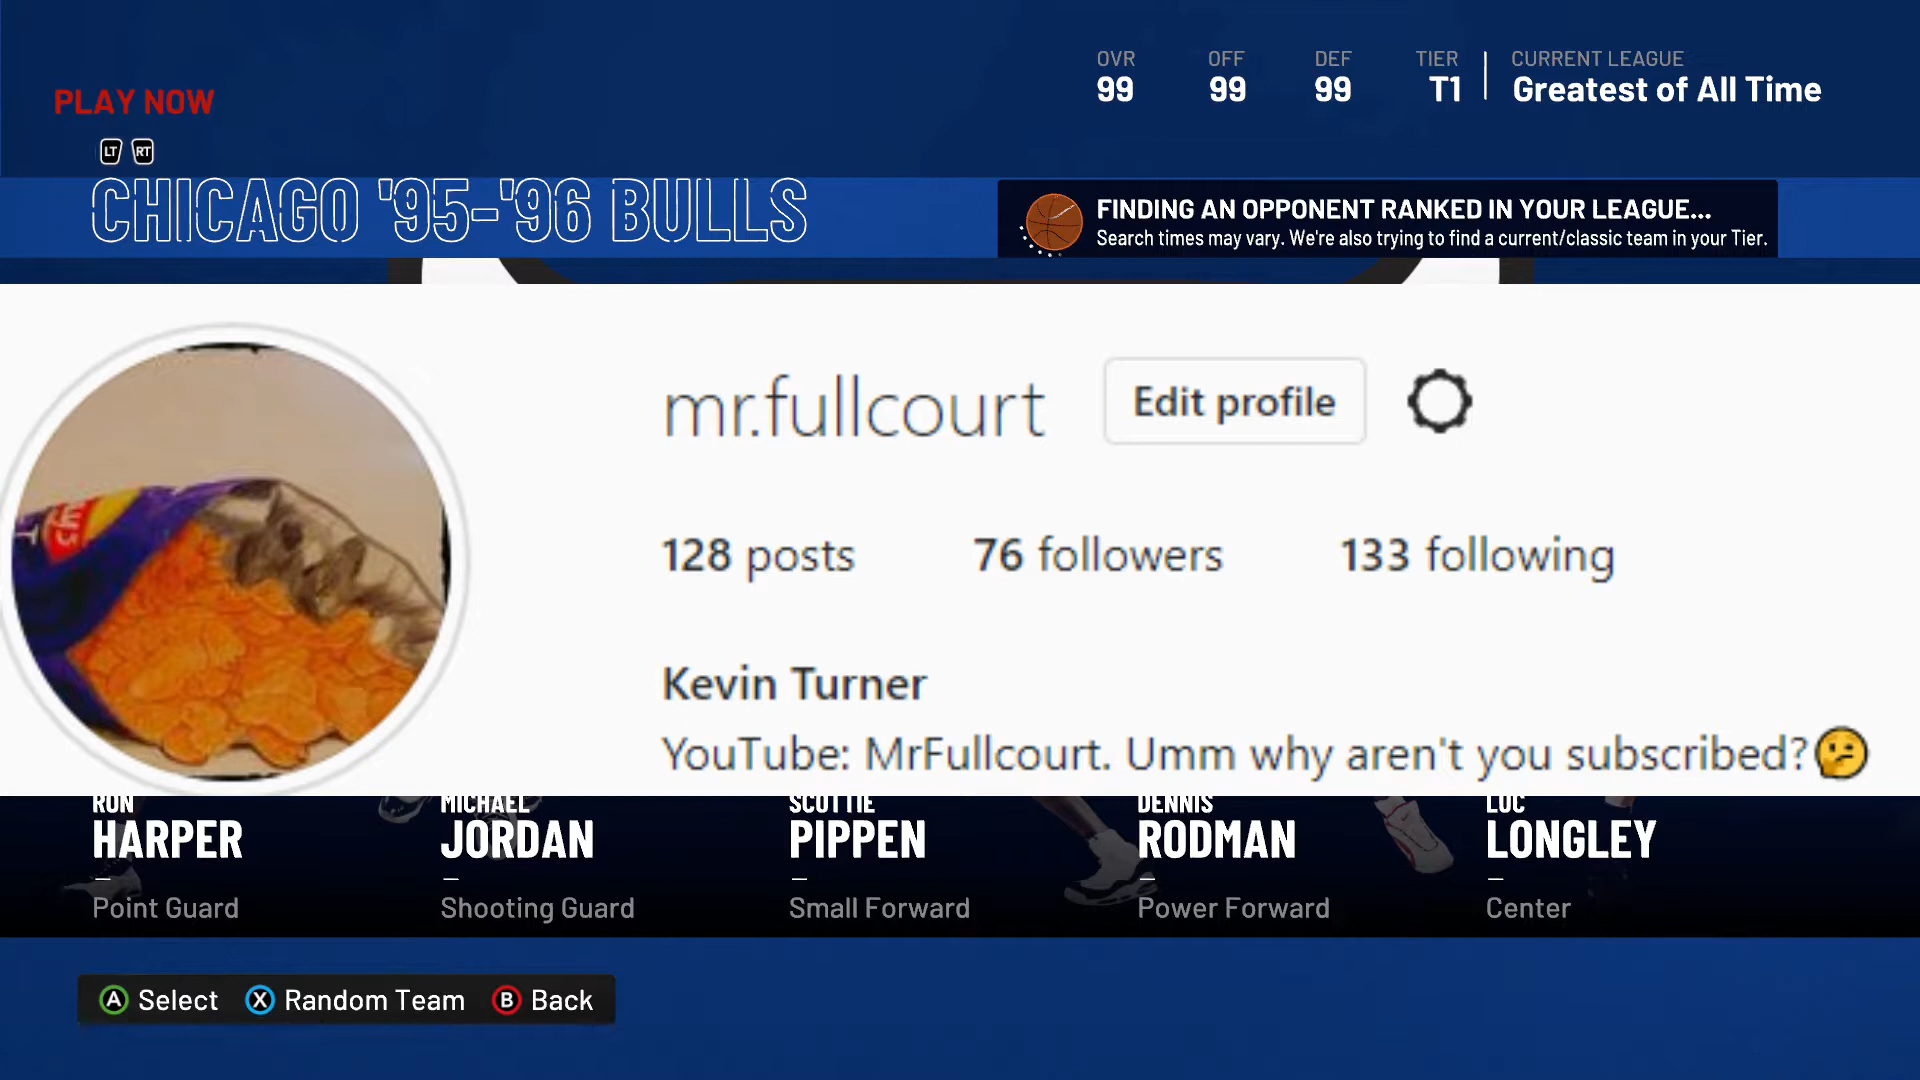 PLAY NOW
OVR OFF DEF TIER CURRENT LEAGUE
99 99 99 T1 Greatest of All Time
LT RT
CHICAGO '95-'96 BULLS
FINDING AN OPPONENT RANKED IN YOUR LEAGUE...
Search times may vary. We're also trying to find a current/classic team in your Tier.
mr.fullcourt Edit profile
128 posts 76 followers 133 following
Kevin Turner
YouTube: MrFullcourt. Umm why aren't you subscribed?🤔
RON MICHAEL SCOTTIE DENNIS LUC
HARPER JORDAN PIPPEN RODMAN LONGLEY
Point Guard Shooting Guard Small Forward Power Forward Center
A Select X Random Team B Back